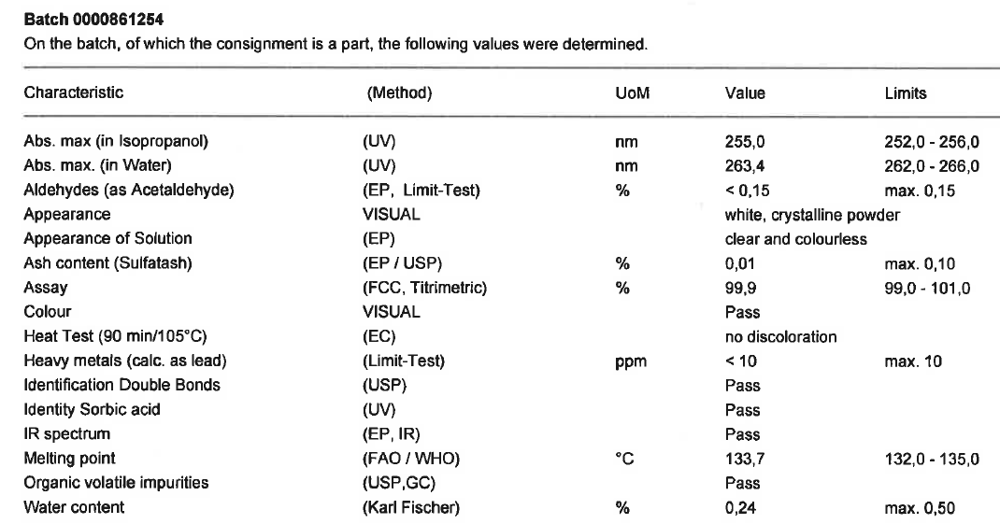 Batch 0000861254
On the batch, of which the consignment is a part, the following values were determined.
Characteristic (Method) UoM Value Limits
Abs. max (in Isopropanol) (UV) nm 255,0 252,0 - 256,0
Abs. max. (in Water) (UV) nm 263,4 262,0 - 266,0
Aldehydes (as Acetaldehyde) (EP, Limit-Test) % < 0,15 max. 0,15
Appearance VISUAL white, crystalline powder
Appearance of Solution (EP) clear and colourless
Ash content (Sulfatash) (EP / USP) % 0,01 max. 0,10
Assay (FCC, Titrimetric) % 99,9 99,0 - 101,0
Colour VISUAL Pass
Heat Test (90 min/105°C) (EC) no discoloration
Heavy metals (calc. as lead) (Limit-Test) ppm < 10 max. 10
Identification Double Bonds (USP) Pass
Identity Sorbic acid (UV) Pass
IR spectrum (EP, IR) Pass
Melting point (FAO / WHO) °C 133,7 132,0 - 135,0
Organic volatile impurities (USP,GC) Pass
Water content (Karl Fischer) % 0,24 max. 0,50